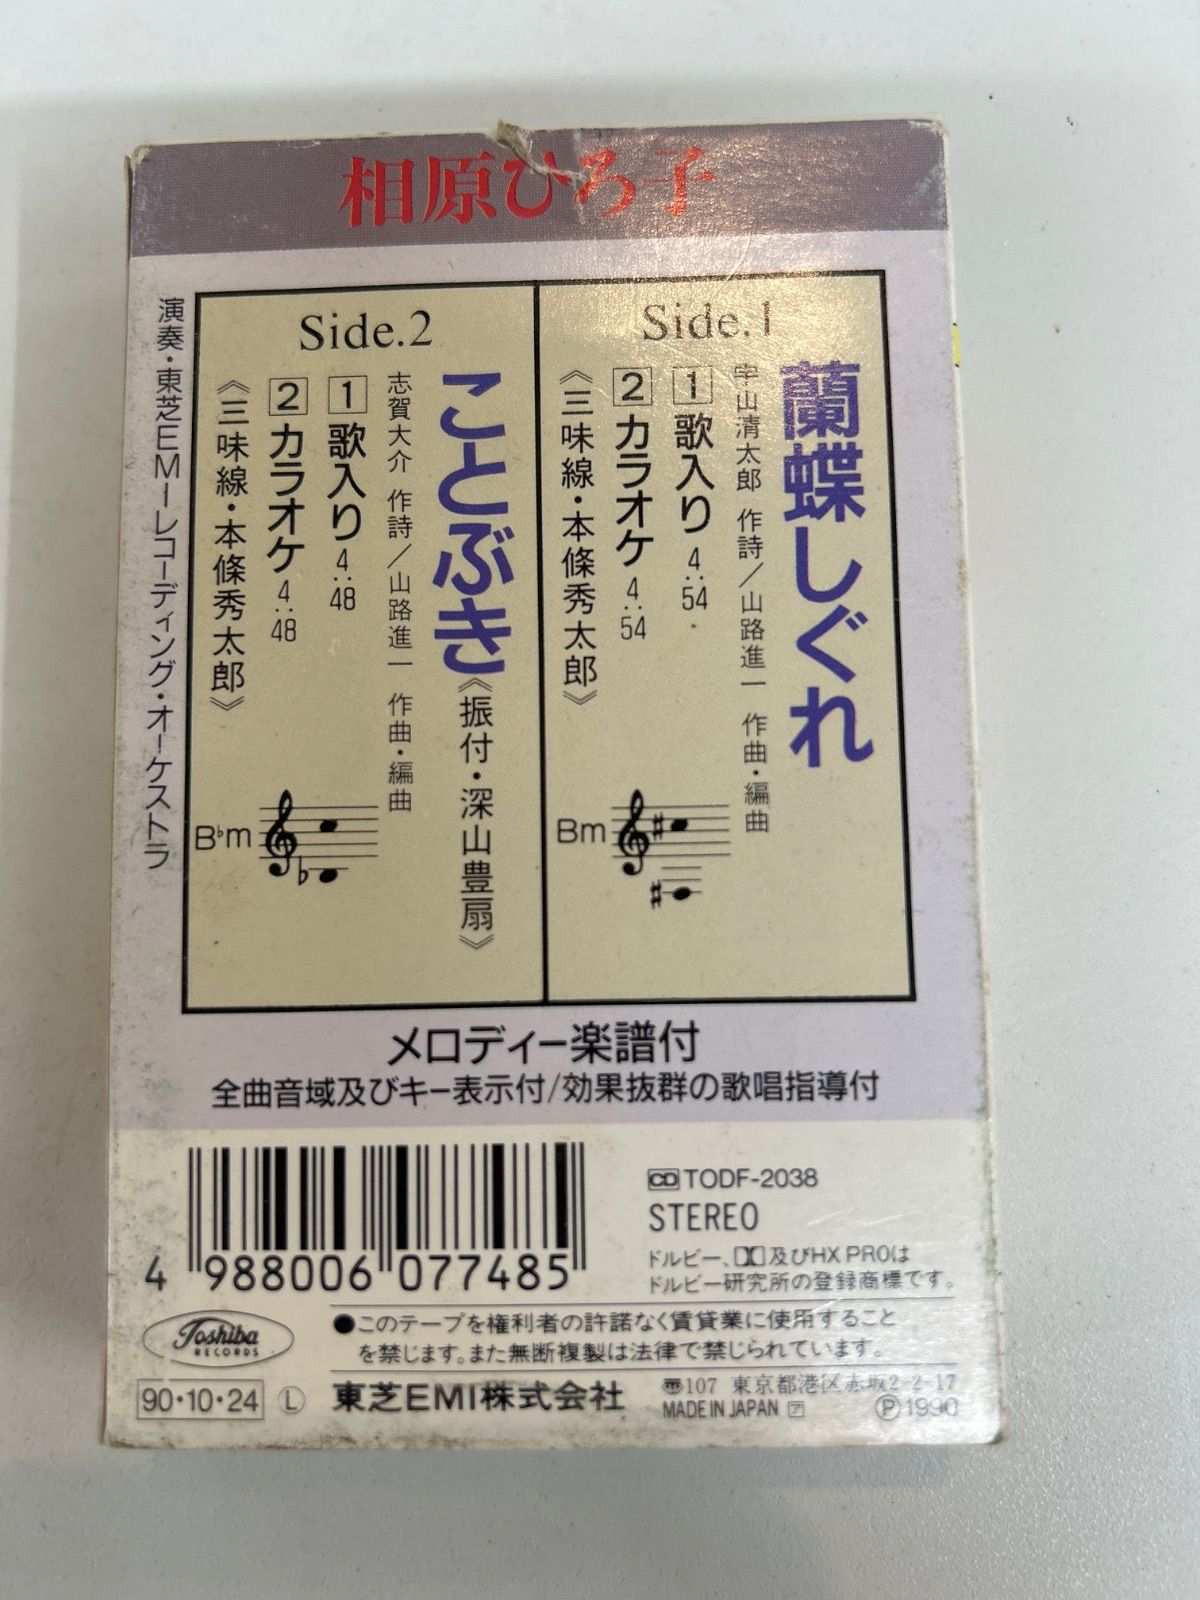 相原ひろ子
Side.1
蘭蝶しぐれ
宇山清太郎 作詩/山路進一 作曲・編曲
1 歌入り 4:54
2 カラオケ 4:54
《三味線・本條秀太郎》
Bm
Side.2
ことぶき《振付・深山豊扇》
志賀大介 作詩/山路進一 作曲・編曲
1 歌入り 4:48
2 カラオケ 4:48
《三味線・本條秀太郎》
B♭m
演奏・東芝EMIレコーディング・オーケストラ
メロディー楽譜付
全曲音域及びキー表示付/効果抜群の歌唱指導付
4 988006 077485
CD TODF-2038
STEREO
ドルビー、及びHX PROは
ドルビー研究所の登録商標です。
Toshiba
RECORDS
●このテープを権利者の許諾なく賃貸業に使用すること
を禁じます。また無断複製は法律で禁じられています。
90・10・24 L 東芝EMI株式会社
〠107 東京都港区赤坂2-2-17
MADE IN JAPAN ア Ⓟ1990